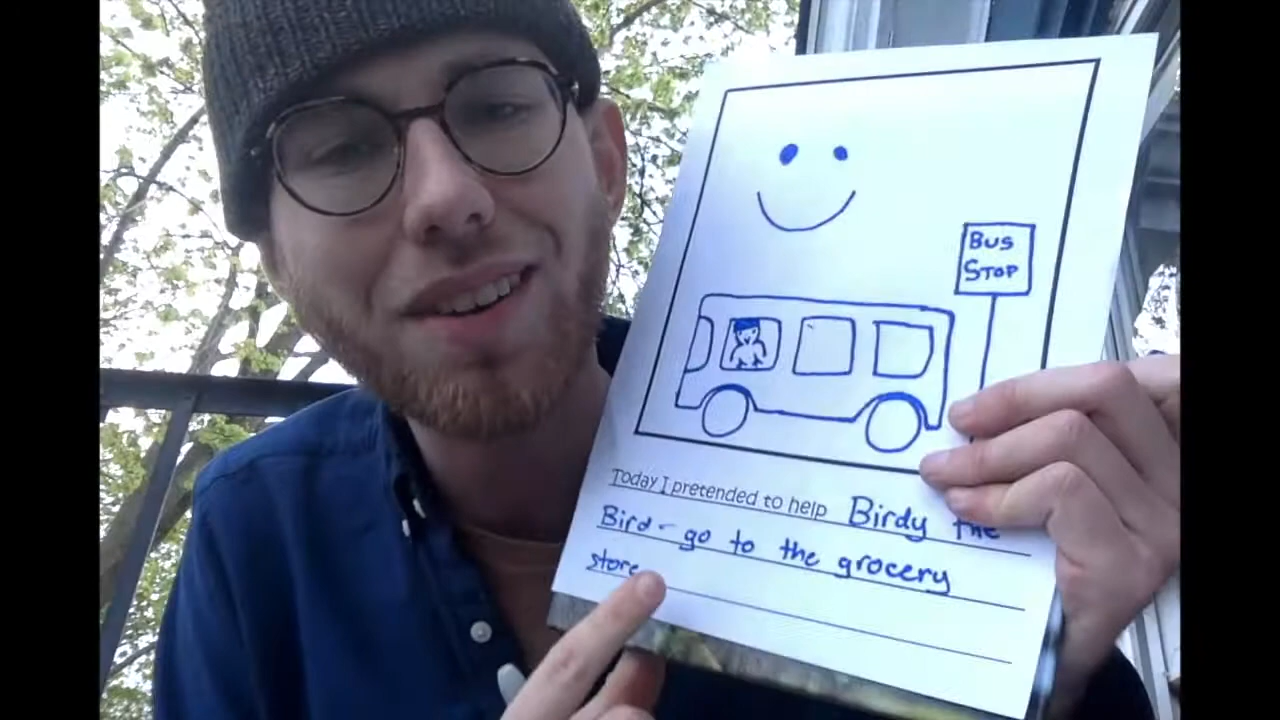 BUS
STOP
Today I pretended to help Birdy the
Bird - go to the grocery
store